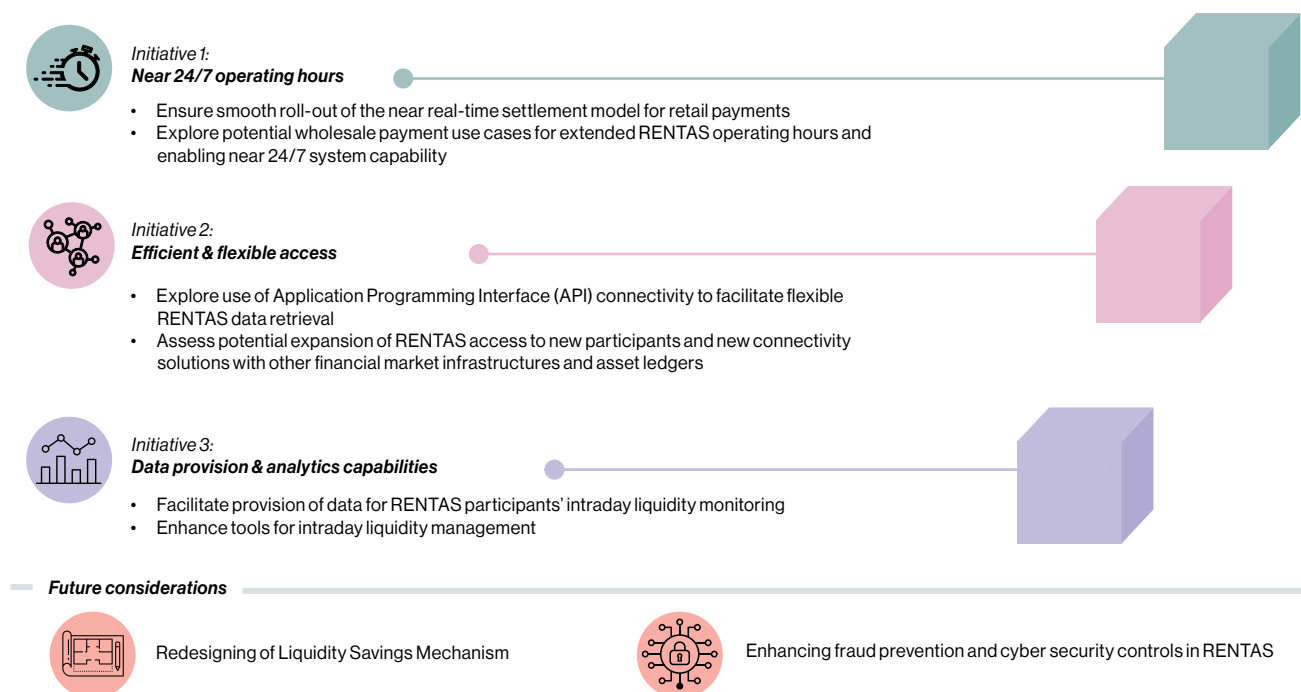 Initiative 1:
Near 24/7 operating hours
• Ensure smooth roll-out of the near real-time settlement model for retail payments
• Explore potential wholesale payment use cases for extended RENTAS operating hours and
enabling near 24/7 system capability
Initiative 2:
Efficient & flexible access
• Explore use of Application Programming Interface (API) connectivity to facilitate flexible
RENTAS data retrieval
• Assess potential expansion of RENTAS access to new participants and new connectivity
solutions with other financial market infrastructures and asset ledgers
Initiative 3:
Data provision & analytics capabilities
• Facilitate provision of data for RENTAS participants’ intraday liquidity monitoring
• Enhance tools for intraday liquidity management
Future considerations
Redesigning of Liquidity Savings Mechanism
Enhancing fraud prevention and cyber security controls in RENTAS